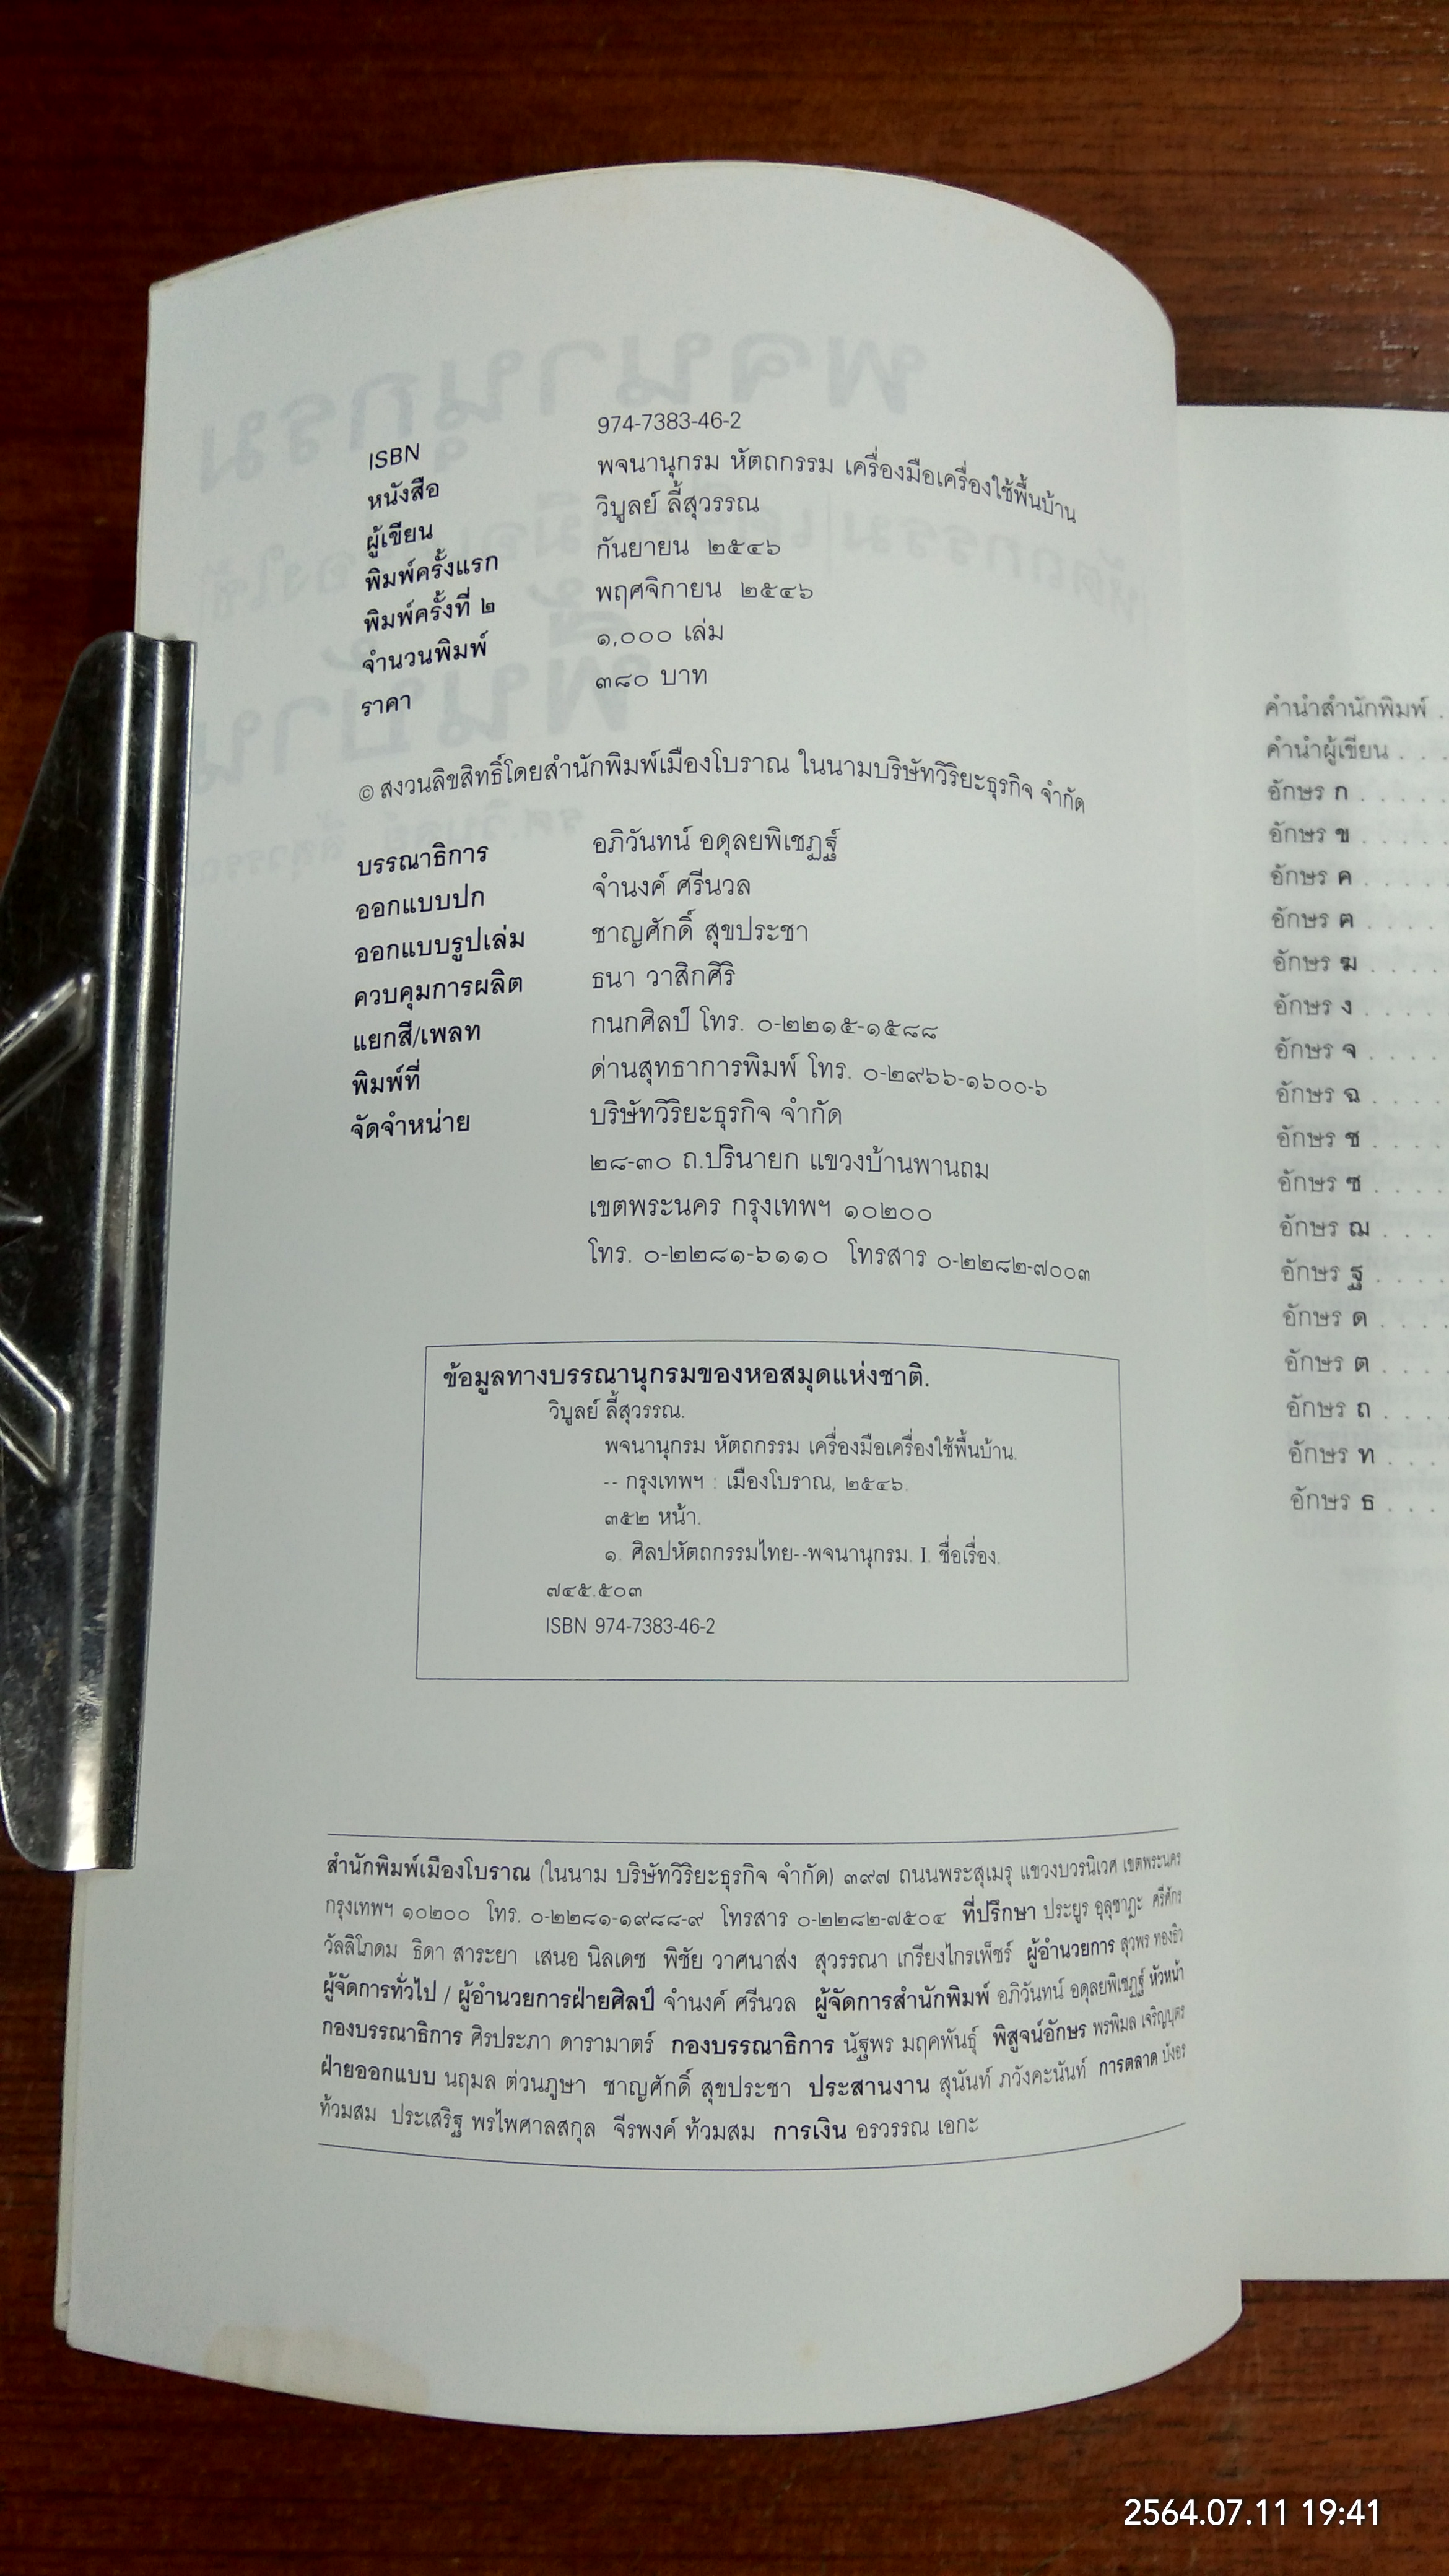 ISBN 974-7383-46-2
หนังสือ พจนานุกรม หัตถกรรม เครื่องมือเครื่องใช้พื้นบ้าน
ผู้เขียน วิบูลย์ ลี้สุวรรณ
พิมพ์ครั้งแรก กันยายน ๒๕๔๖
พิมพ์ครั้งที่ ๒ พฤศจิกายน ๒๕๔๖
จำนวนพิมพ์ ๑,๐๐๐ เล่ม
ราคา ๓๘๐ บาท
© สงวนลิขสิทธิ์โดยสำนักพิมพ์เมืองโบราณ ในนามบริษัทวิริยะธุรกิจ จำกัด
บรรณาธิการ อภิวันทน์ อดุลยพิเชฏฐ์
ออกแบบปก จำนงค์ ศรีนวล
ออกแบบรูปเล่ม ชาญศักดิ์ สุขประชา
ควบคุมการผลิต ธนา วาสิกศิริ
แยกสี/เพลท กนกศิลป์ โทร. ๐-๒๒๑๕-๑๕๘๘
พิมพ์ที่ ด่านสุทธาการพิมพ์ โทร. ๐-๒๙๖๖-๑๖๐๐-๖
จัดจำหน่าย บริษัทวิริยะธุรกิจ จำกัด
๒๘-๓๐ ถ.ปรินายก แขวงบ้านพานถม
เขตพระนคร กรุงเทพฯ ๑๐๒๐๐
โทร. ๐-๒๒๘๑-๖๑๑๐ โทรสาร ๐-๒๒๘๒-๗๐๐๓
ข้อมูลทางบรรณานุกรมของหอสมุดแห่งชาติ.
วิบูลย์ ลี้สุวรรณ.
พจนานุกรม หัตถกรรม เครื่องมือเครื่องใช้พื้นบ้าน.
-- กรุงเทพฯ : เมืองโบราณ, ๒๕๔๖.
๓๕๒ หน้า.
๑. ศิลปหัตถกรรมไทย--พจนานุกรม. I. ชื่อเรื่อง.
๗๔๕.๕๐๓
ISBN 974-7383-46-2
สำนักพิมพ์เมืองโบราณ (ในนาม บริษัทวิริยะธุรกิจ จำกัด) ๓๙๗ ถนนพระสุเมรุ แขวงบวรนิเวศ เขตพระนคร
กรุงเทพฯ ๑๐๒๐๐ โทร. ๐-๒๒๘๑-๑๙๘๘-๙ โทรสาร ๐-๒๒๘๒-๗๕๐๔ ที่ปรึกษา ประยูร อุลุชาฎะ ศรีศักร
วัลลิโภดม ธิดา สาระยา เสนอ นิลเดช พิชัย วาศนาส่ง สุวรรณา เกรียงไกรเพ็ชร์ ผู้อำนวยการ สุวพร ทองธิว
ผู้จัดการทั่วไป / ผู้อำนวยการฝ่ายศิลป์ จำนงค์ ศรีนวล ผู้จัดการสำนักพิมพ์ อภิวันทน์ อดุลยพิเชฏฐ์ หัวหน้า
กองบรรณาธิการ ศิรประภา ดารามาตร์ กองบรรณาธิการ นัฐพร มฤคพันธุ์ พิสูจน์อักษร พรพิมล เจริญบุตร
ฝ่ายออกแบบ นฤมล ต่วนภูษา ชาญศักดิ์ สุขประชา ประสานงาน สุนันท์ ภวังคะนันท์ การตลาด บังอร
ท้วมสม ประเสริฐ พรไพศาลสกุล จีรพงค์ ท้วมสม การเงิน อรวรรณ เอกะ
คำนำสำนักพิมพ์ .
คำนำผู้เขียน . . .
อักษร ก . . . . .
อักษร ข . . . . .
อักษร ค . . . . .
อักษร ฅ . . . .
อักษร ฆ . . . .
อักษร ง . . . .
อักษร จ . . . .
อักษร ฉ . . . .
อักษร ช . . . .
อักษร ซ . . . .
อักษร ฌ . . .
อักษร ฐ . . . .
อักษร ด . . . .
อักษร ต . . . .
อักษร ถ . . .
อักษร ท . . .
อักษร ธ . . .
2564.07.11 19:41